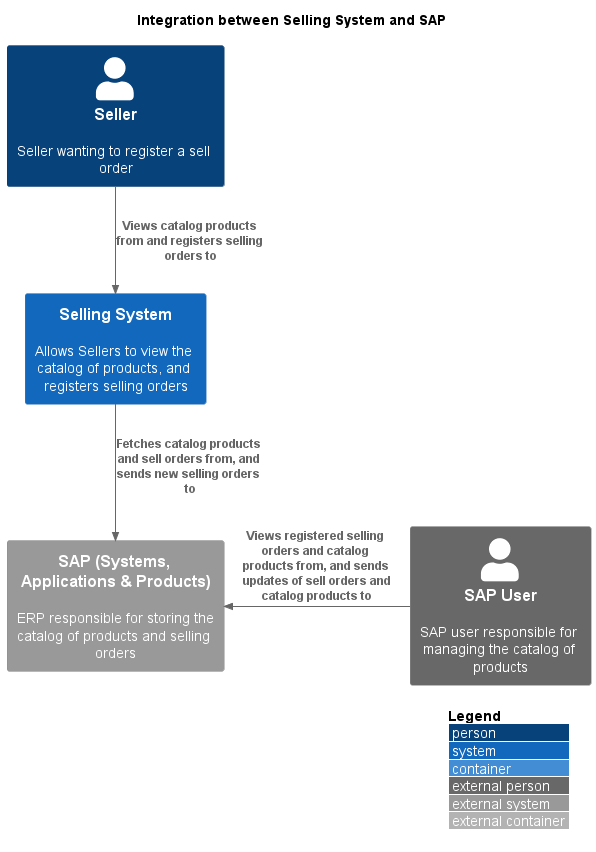 Integration between Selling System and SAP
Seller
Seller wanting to register a sell
order
Views catalog products
from and registers selling
orders to
Selling System
Allows Sellers to view the
catalog of products, and
registers selling orders
Fetches catalog products
and sell orders from, and
sends new selling orders
to
SAP (Systems,
Applications & Products)
ERP responsible for storing the
catalog of products and selling
orders
Views registered selling
orders and catalog
products from, and sends
updates of sell orders and
catalog products to
SAP User
SAP user responsible for
managing the catalog of
products
Legend
person
system
container
external person
external system
external container